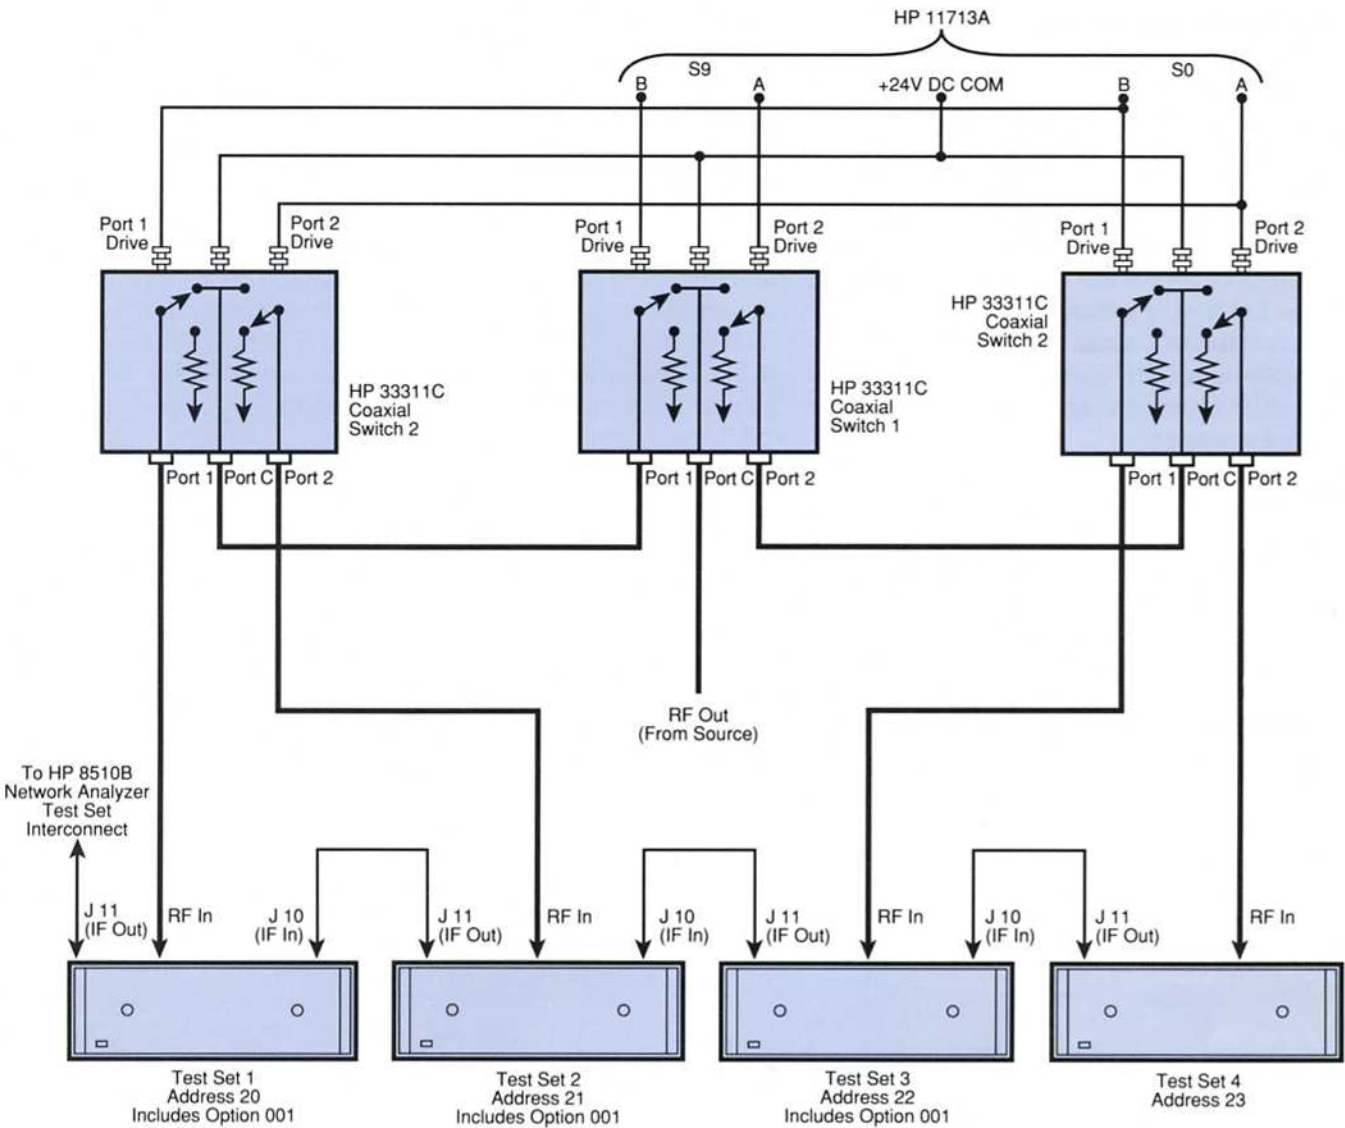 HP 11713A
S9
S0
B
A
+24V DC COM
B
A
Port 1
Drive
Port 2
Drive
Port 1
Drive
Port 2
Drive
Port 1
Drive
Port 2
Drive
HP 33311C
Coaxial
Switch 2
HP 33311C
Coaxial
Switch 1
HP 33311C
Coaxial
Switch 2
Port 1
Port C
Port 2
Port 1
Port C
Port 2
Port 1
Port C
Port 2
RF Out
(From Source)
To HP 8510B
Network Analyzer
Test Set
Interconnect
J 11
(IF Out)
RF In
J 10
(IF In)
J 11
(IF Out)
RF In
J 10
(IF In)
J 11
(IF Out)
RF In
J 10
(IF In)
J 11
(IF Out)
RF In
Test Set 1
Address 20
Includes Option 001
Test Set 2
Address 21
Includes Option 001
Test Set 3
Address 22
Includes Option 001
Test Set 4
Address 23